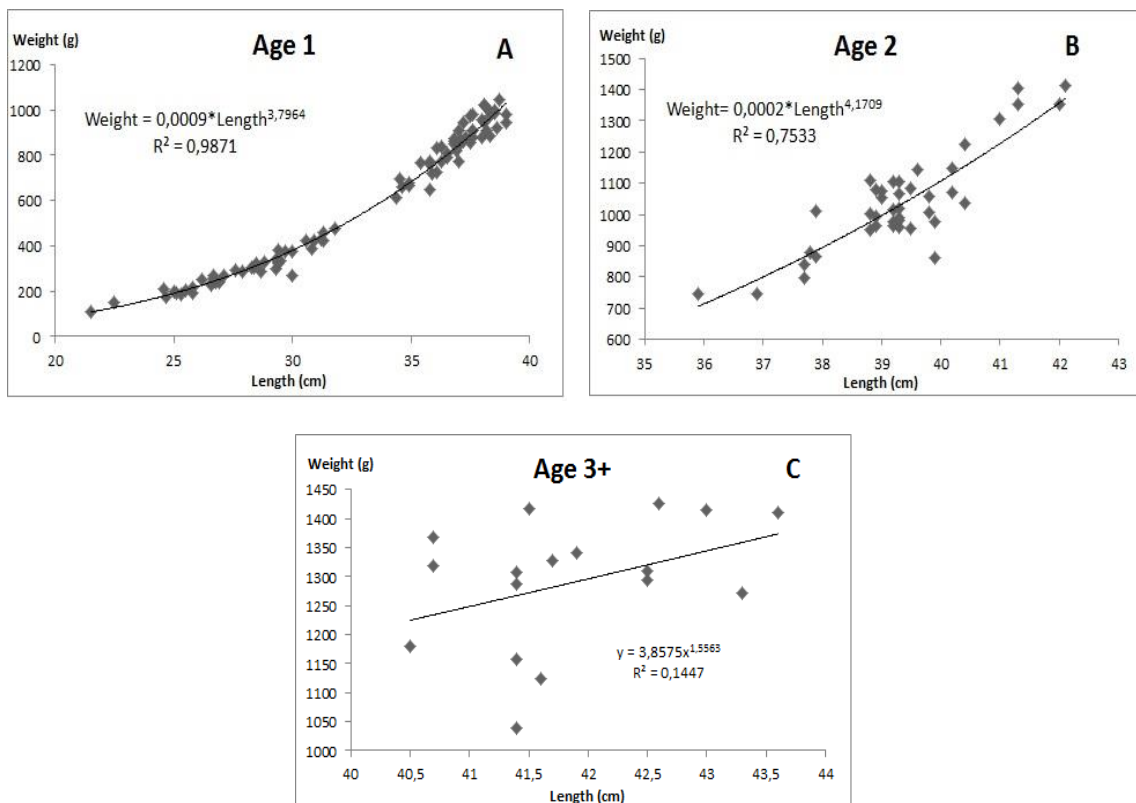 Weight (g)
Age 1
A
1200
1000
800
600
400
200
0
Weight = 0,0009*Length3,7964
R² = 0,9871
20 25 30 35 40
Length (cm)
Weight (g)
Age 2
B
1500
1400
1300
1200
1100
1000
900
800
700
600
Weight= 0,0002*Length4,1709
R² = 0,7533
35 36 37 38 39 40 41 42 43
Length (cm)
Weight (g)
Age 3+
C
1450
1400
1350
1300
1250
1200
1150
1100
1050
1000
y = 3,8575x1,5563
R² = 0,1447
40 40,5 41 41,5 42 42,5 43 43,5 44
Length (cm)